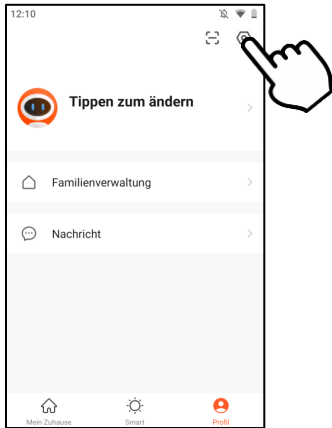 12:10
Tippen zum ändern
Familienverwaltung
Nachricht
Mein Zuhause Smart Profil